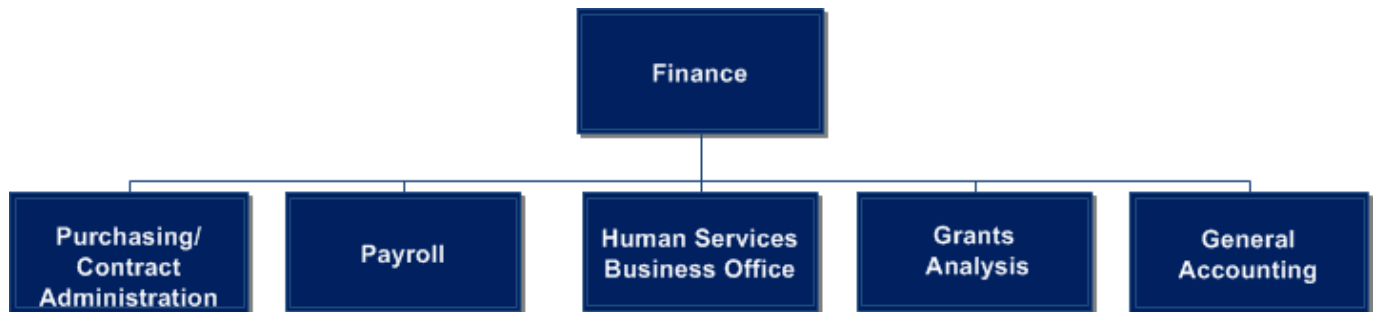 Finance
Purchasing/
Contract
Administration
Payroll
Human Services
Business Office
Grants
Analysis
General
Accounting